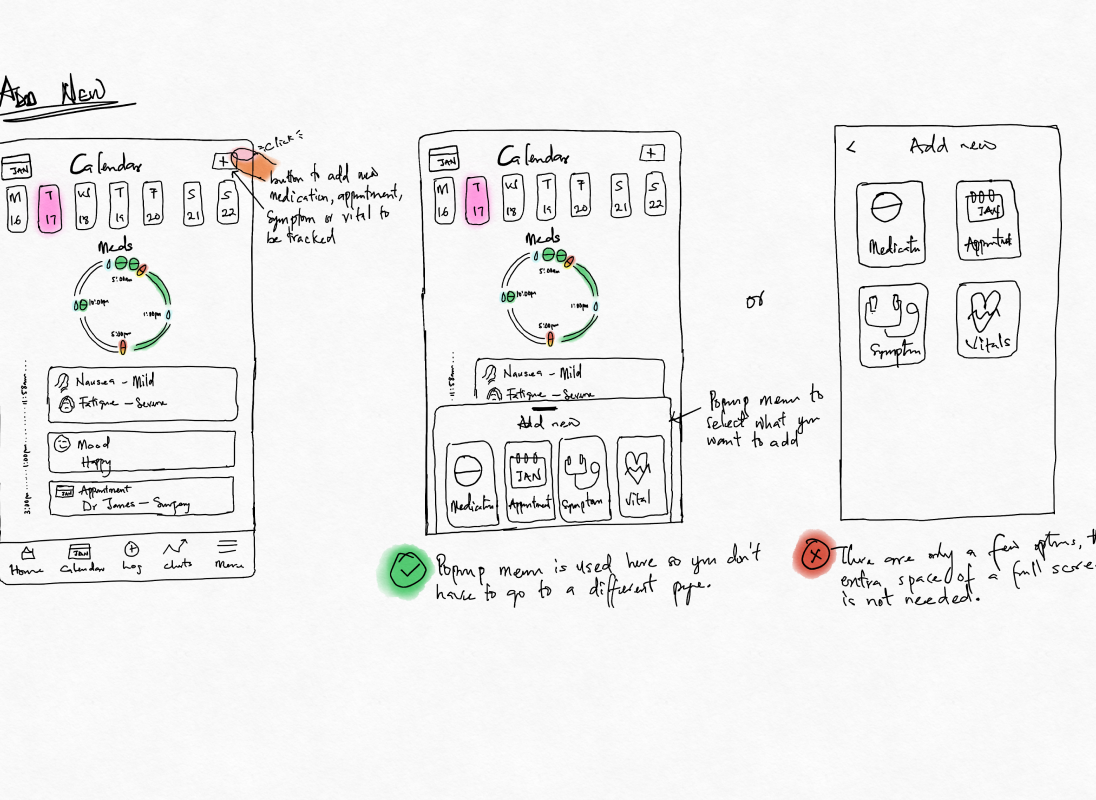 ADD NEW
JAN
Calendar
+
click
M 16
T 17
W 18
T 19
F 20
S 21
S 22
button to add new
medication, appointment,
Symptom or vital to
be tracked
Meds
5:00am
10:00pm
1:00pm
5:00pm
11:58am
Nausea – Mild
Fatigue – Severe
1:00pm
Mood
Happy
3:00pm
JAN
Appointment
Dr James – Surgery
Home
JAN
Calendar
Log
charts
Menu
JAN
Calendar
+
M 16
T 17
W 18
T 19
F 20
S 21
S 22
Meds
5:00am
10:00pm
1:00pm
5:00pm
11:58am
Nausea – Mild
Fatigue – Severe
Add new
Medication
JAN
Appointment
Symptom
Vital
Popup menu to
select what you
want to add
Popup menu is used here so you don't
have to go to a different page.
or
<
Add new
Medication
JAN
Appointment
Symptom
Vitals
There are only a few options, 
extra space of a full
is not needed.